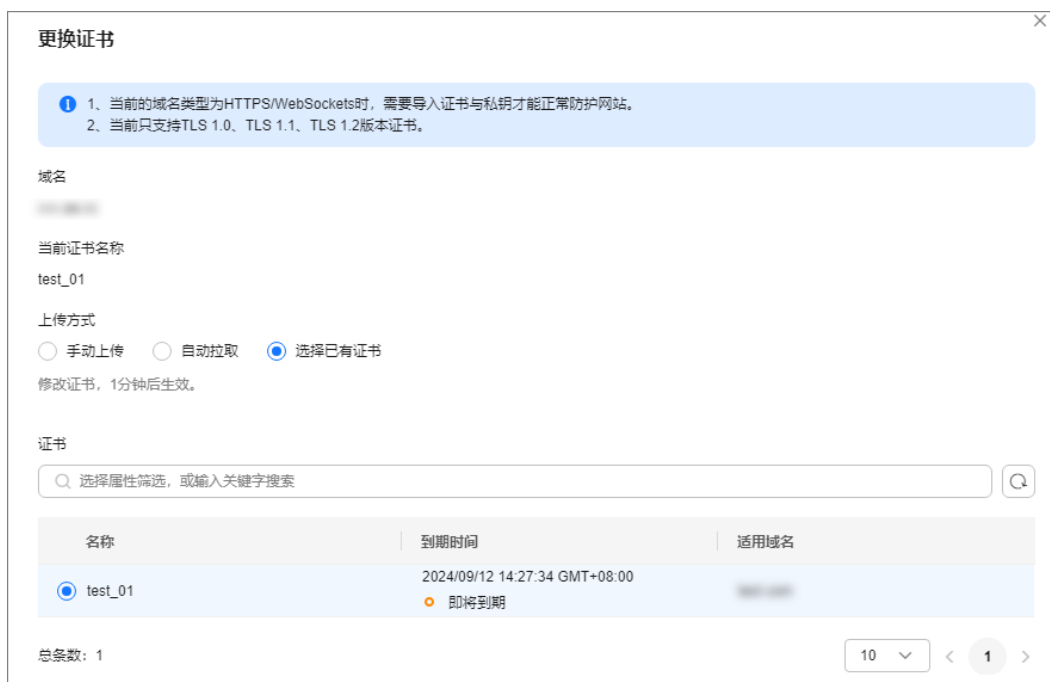 更换证书
1、当前的域名类型为HTTPS/WebSockets时，需要导入证书与私钥才能正常防护网站。
2、当前只支持TLS 1.0、TLS 1.1、TLS 1.2版本证书。
域名
当前证书名称
test_01
上传方式
手动上传 自动拉取 选择已有证书
修改证书，1分钟后生效。
证书
选择属性筛选，或输入关键字搜索
名称 到期时间 适用域名
test_01 2024/09/12 14:27:34 GMT+08:00
即将到期
总条数：1 10 1